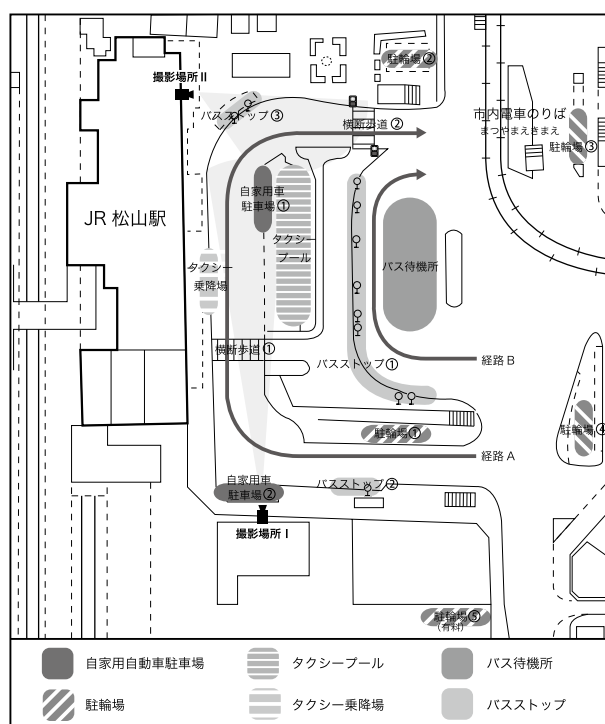 撮影場所Ⅱ
駐輪場②
バスストップ③
横断歩道②
市内電車のりば
まつやまえきまえ
駐輪場③
自家用車
駐車場①
JR 松山駅
タクシー
プール
タクシー
乗降場
バス待機所
横断歩道①
バスストップ①
経路 B
駐輪場①
駐輪場④
経路 A
自家用車
駐車場②
バスストップ②
撮影場所Ⅰ
駐輪場⑤
(有料)
自家用自動車駐車場
タクシープール
バス待機所
駐輪場
タクシー乗降場
バスストップ